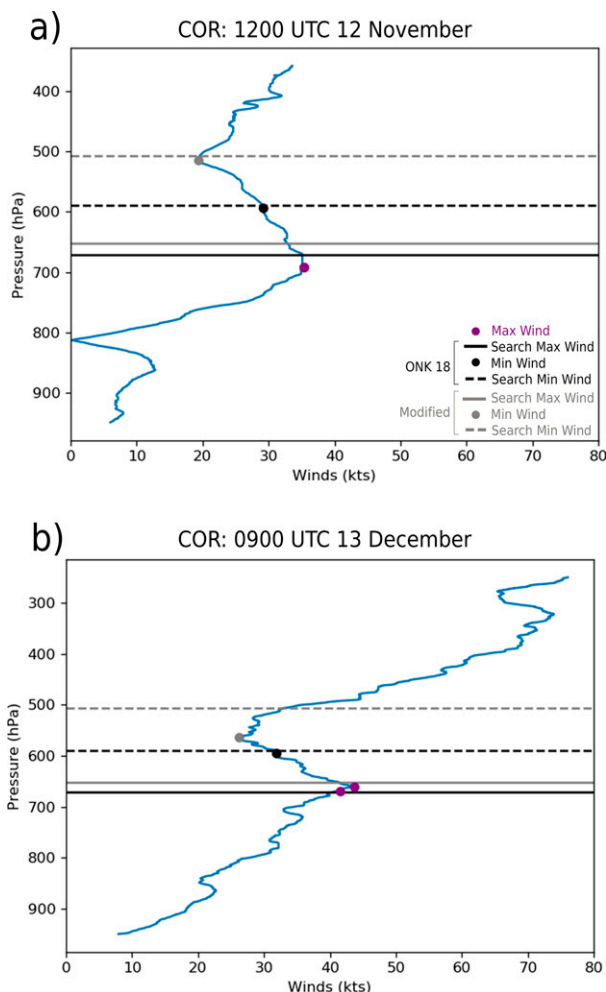 a)
COR: 1200 UTC 12 November
400
500
600
700
800
900
Pressure (hPa)
Max Wind
Search Max Wind
ONK 18
Min Wind
Search Min Wind
Search Max Wind
Modified
Min Wind
Search Min Wind
0 10 20 30 40 50 60 70 80
Winds (kts)
b)
COR: 0900 UTC 13 December
300
400
500
600
700
800
900
Pressure (hPa)
0 10 20 30 40 50 60 70 80
Winds (kts)